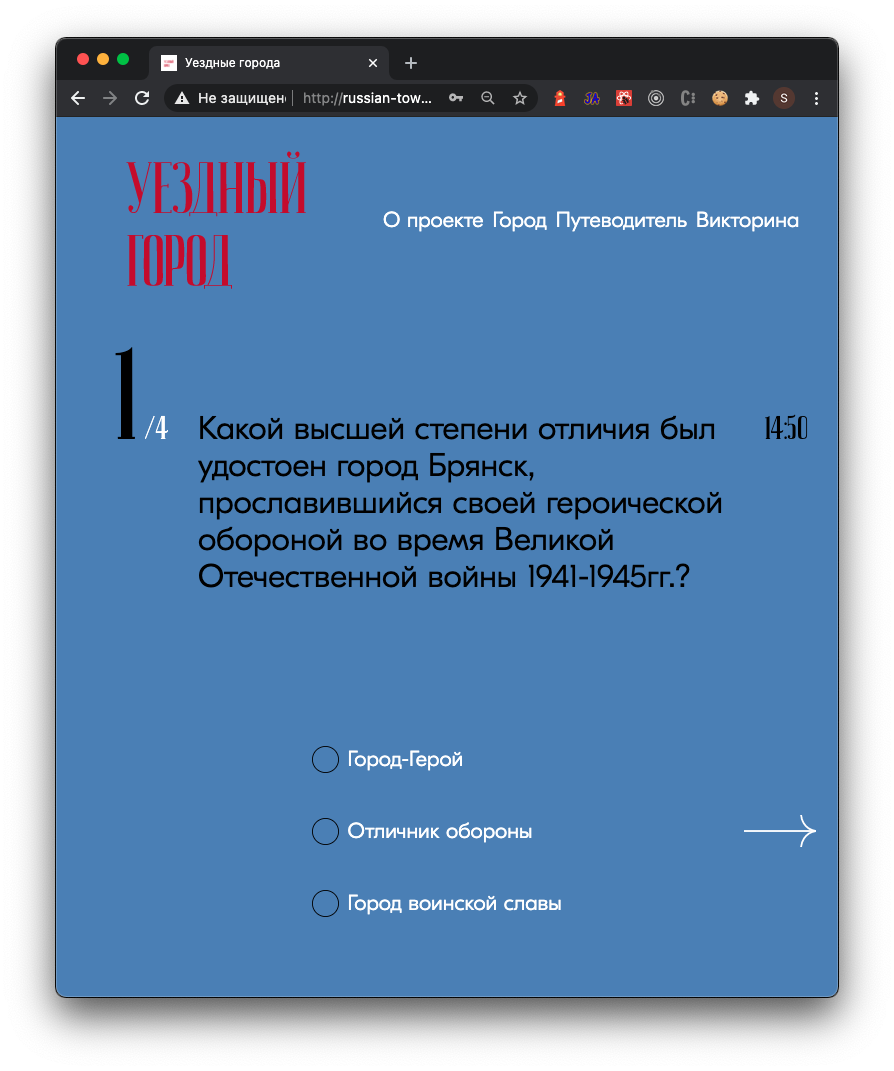 Уездные города
Не защищен
http://russian-tow...
S
УЕЗДНЫЙ
ГОРОД
О проекте Город Путеводитель Викторина
1/4
Какой высшей степени отличия был
удостоен город Брянск,
прославившийся своей героической
обороной во время Великой
Отечественной войны 1941-1945гг.?
14:50
Город-Герой
Отличник обороны
Город воинской славы